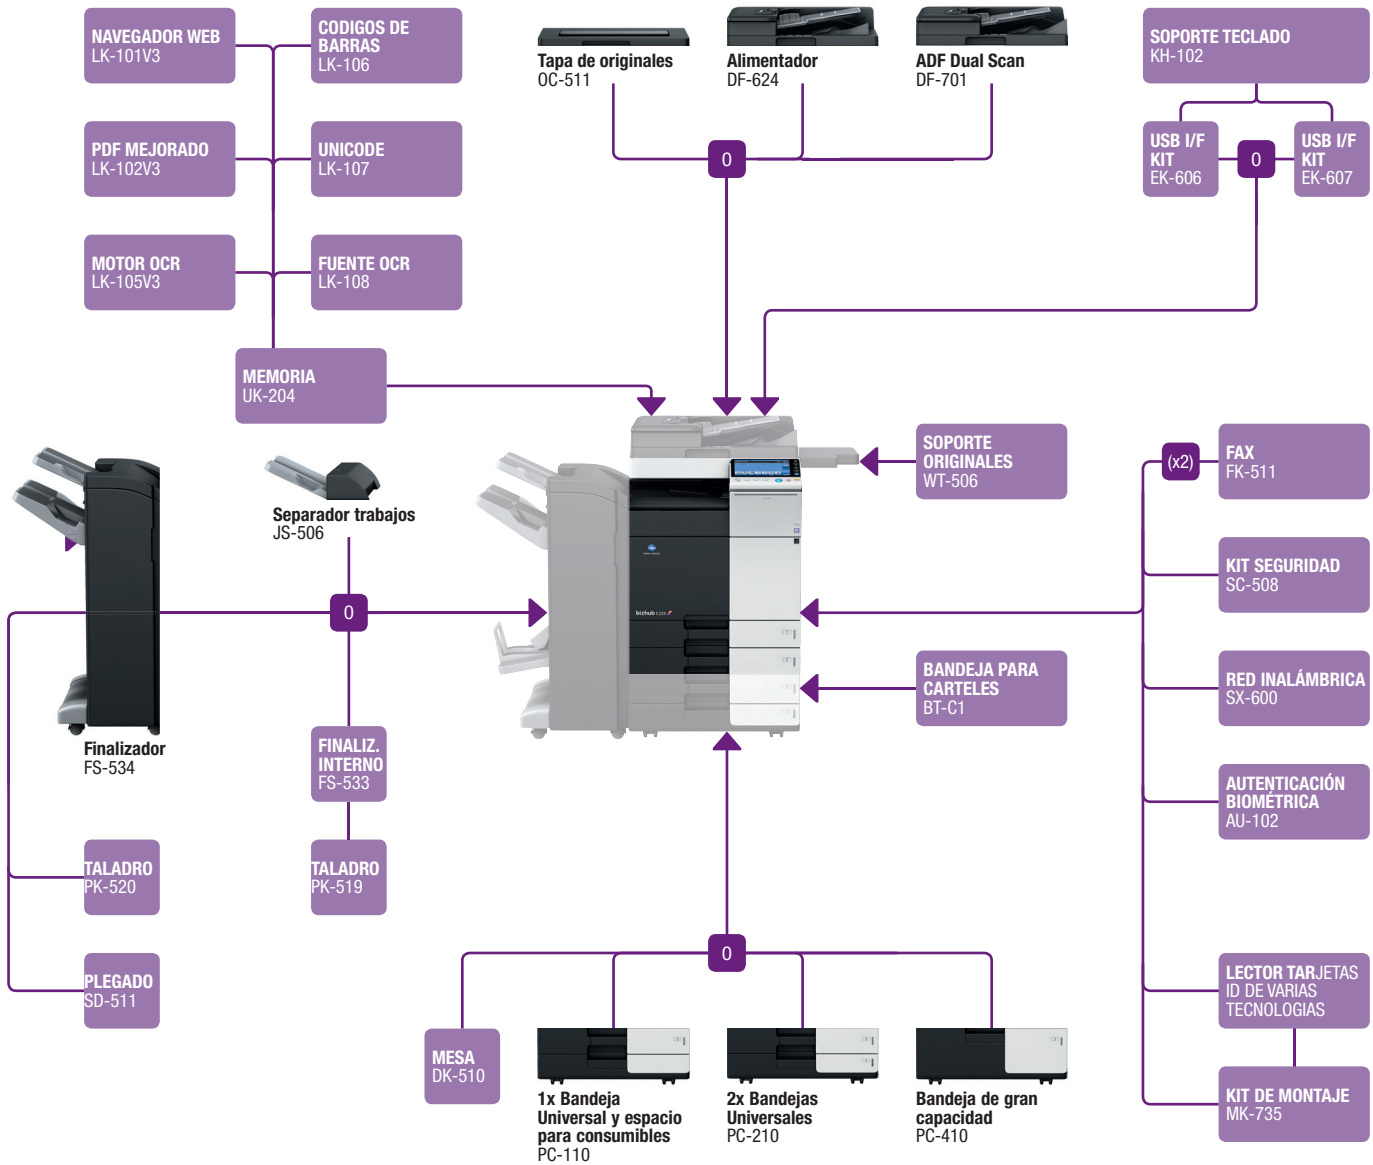 NAVEGADOR WEB
LK-101V3
CODIGOS DE
BARRAS
LK-106
PDF MEJORADO
LK-102V3
UNICODE
LK-107
MOTOR OCR
LK-105V3
FUENTE OCR
LK-108
MEMORIA
UK-204
Tapa de originales
OC-511
Alimentador
DF-624
ADF Dual Scan
DF-701
0
SOPORTE TECLADO
KH-102
USB I/F
KIT
EK-606
0
USB I/F
KIT
EK-607
SOPORTE
ORIGINALES
WT-506
(x2)
FAX
FK-511
KIT SEGURIDAD
SC-508
RED INALÁMBRICA
SX-600
AUTENTICACIÓN
BIOMÉTRICA
AU-102
LECTOR TARJETAS
ID DE VARIAS
TECNOLOGIAS
KIT DE MONTAJE
MK-735
BANDEJA PARA
CARTELES
BT-C1
bizhub
Separador trabajos
JS-506
0
Finalizador
FS-534
FINALIZ.
INTERNO
FS-533
TALADRO
PK-520
TALADRO
PK-519
PLEGADO
SD-511
0
MESA
DK-510
1x Bandeja
Universal y espacio
para consumibles
PC-110
2x Bandejas
Universales
PC-210
Bandeja de gran
capacidad
PC-410